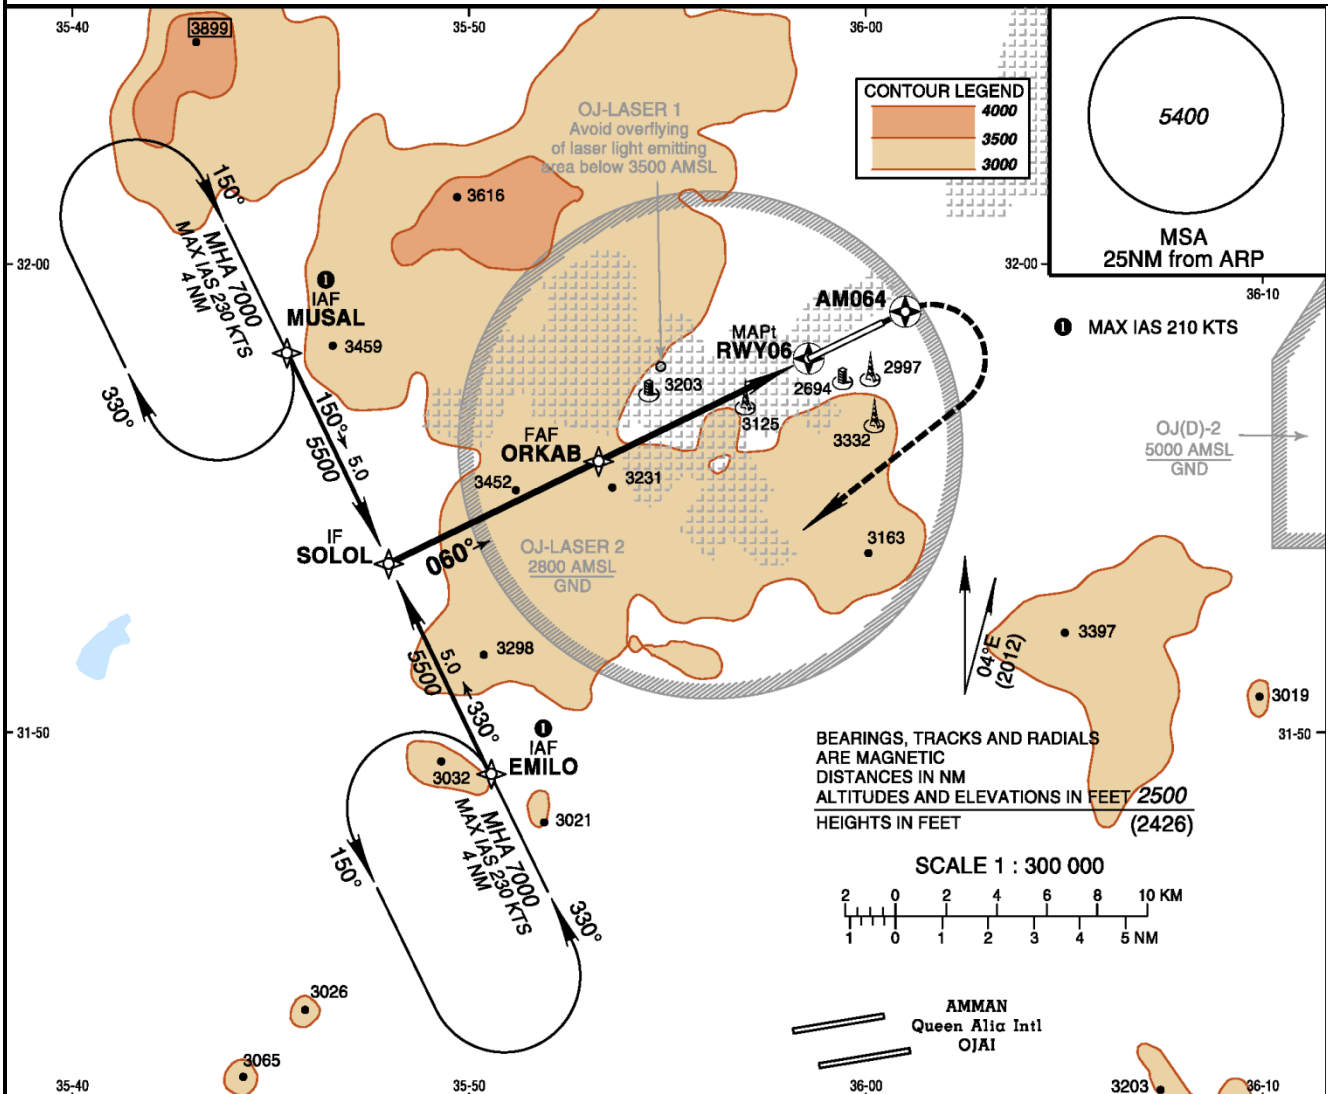 35-40
35-50
36-00
3899
CONTOUR LEGEND
4000
3500
3000
5400
MSA
25NM from ARP
OJ-LASER 1
Avoid overflying
of laser light emitting
area below 3500 AMSL
150°
MHA 7000
MAX IAS 230 KTS
4 NM
330°
3616
32-00
32-00
36-10
1
IAF
MUSAL
3459
AM064
MAPt
RWY06
1 MAX IAS 210 KTS
2694
2997
3203
3125
3332
150°
5.0
5500
FAF
ORKAB
3452
3231
OJ(D)-2
5000 AMSL
GND
IF
SOLOL
060°
OJ-LASER 2
2800 AMSL
GND
3163
3298
5.0
5500
330°
04°E
(2012)
3397
3019
31-50
31-50
1
IAF
EMILO
3032
3021
MHA 7000
MAX IAS 230 KTS
4 NM
150°
330°
BEARINGS, TRACKS AND RADIALS
ARE MAGNETIC
DISTANCES IN NM
ALTITUDES AND ELEVATIONS IN FEET 2500
HEIGHTS IN FEET (2426)
SCALE 1 : 300 000
2 0 2 4 6 8 10 KM
1 0 1 2 3 4 5 NM
3026
3065
AMMAN
Queen Alia Intl
OJAI
3203
35-40
35-50
36-00
36-10